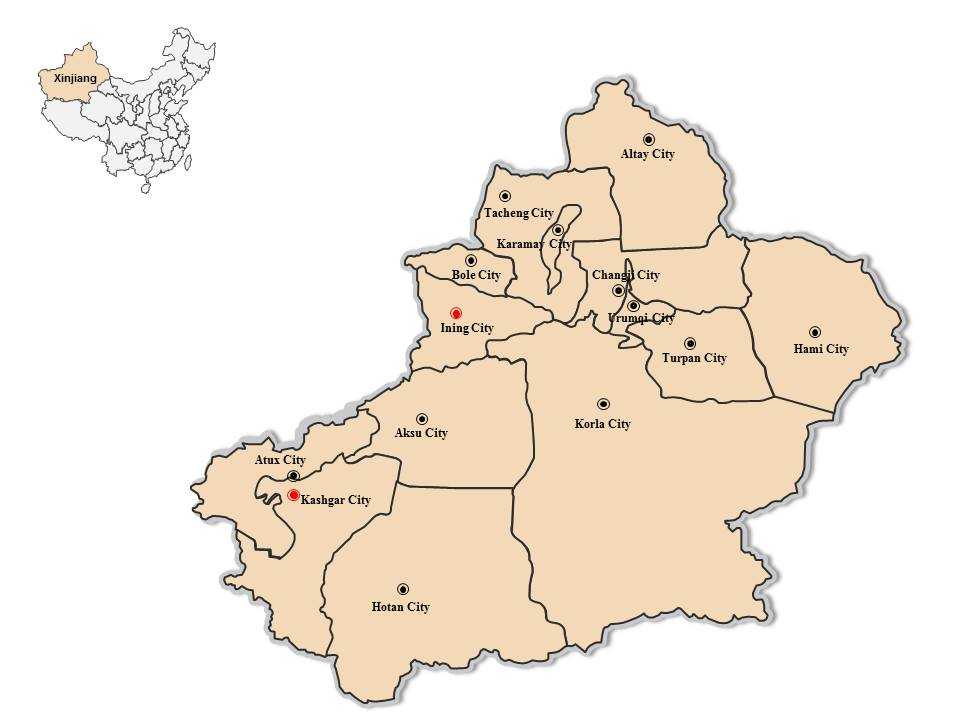 Xinjiang
Altay City
Tacheng City
Karamay City
Bole City
Changji City
Urumqi City
Ining City
Turpan City
Hami City
Korla City
Aksu City
Atux City
Kashgar City
Hotan City